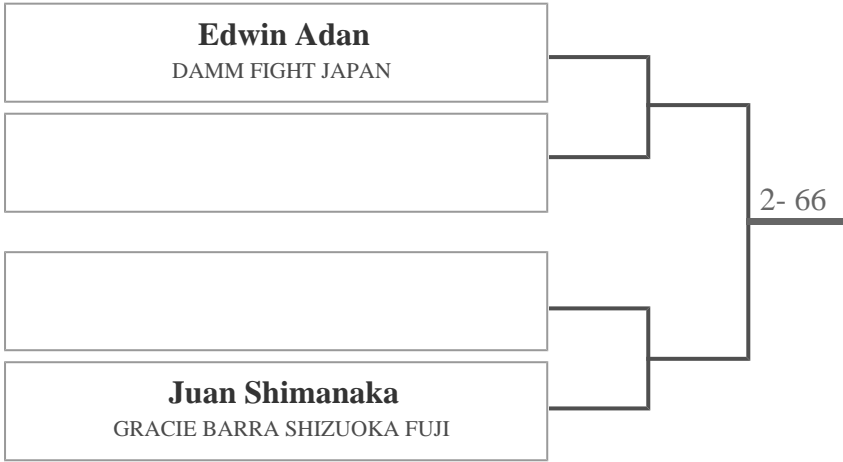 Edwin Adan
DAMM FIGHT JAPAN
2- 66
Juan Shimanaka
GRACIE BARRA SHIZUOKA FUJI